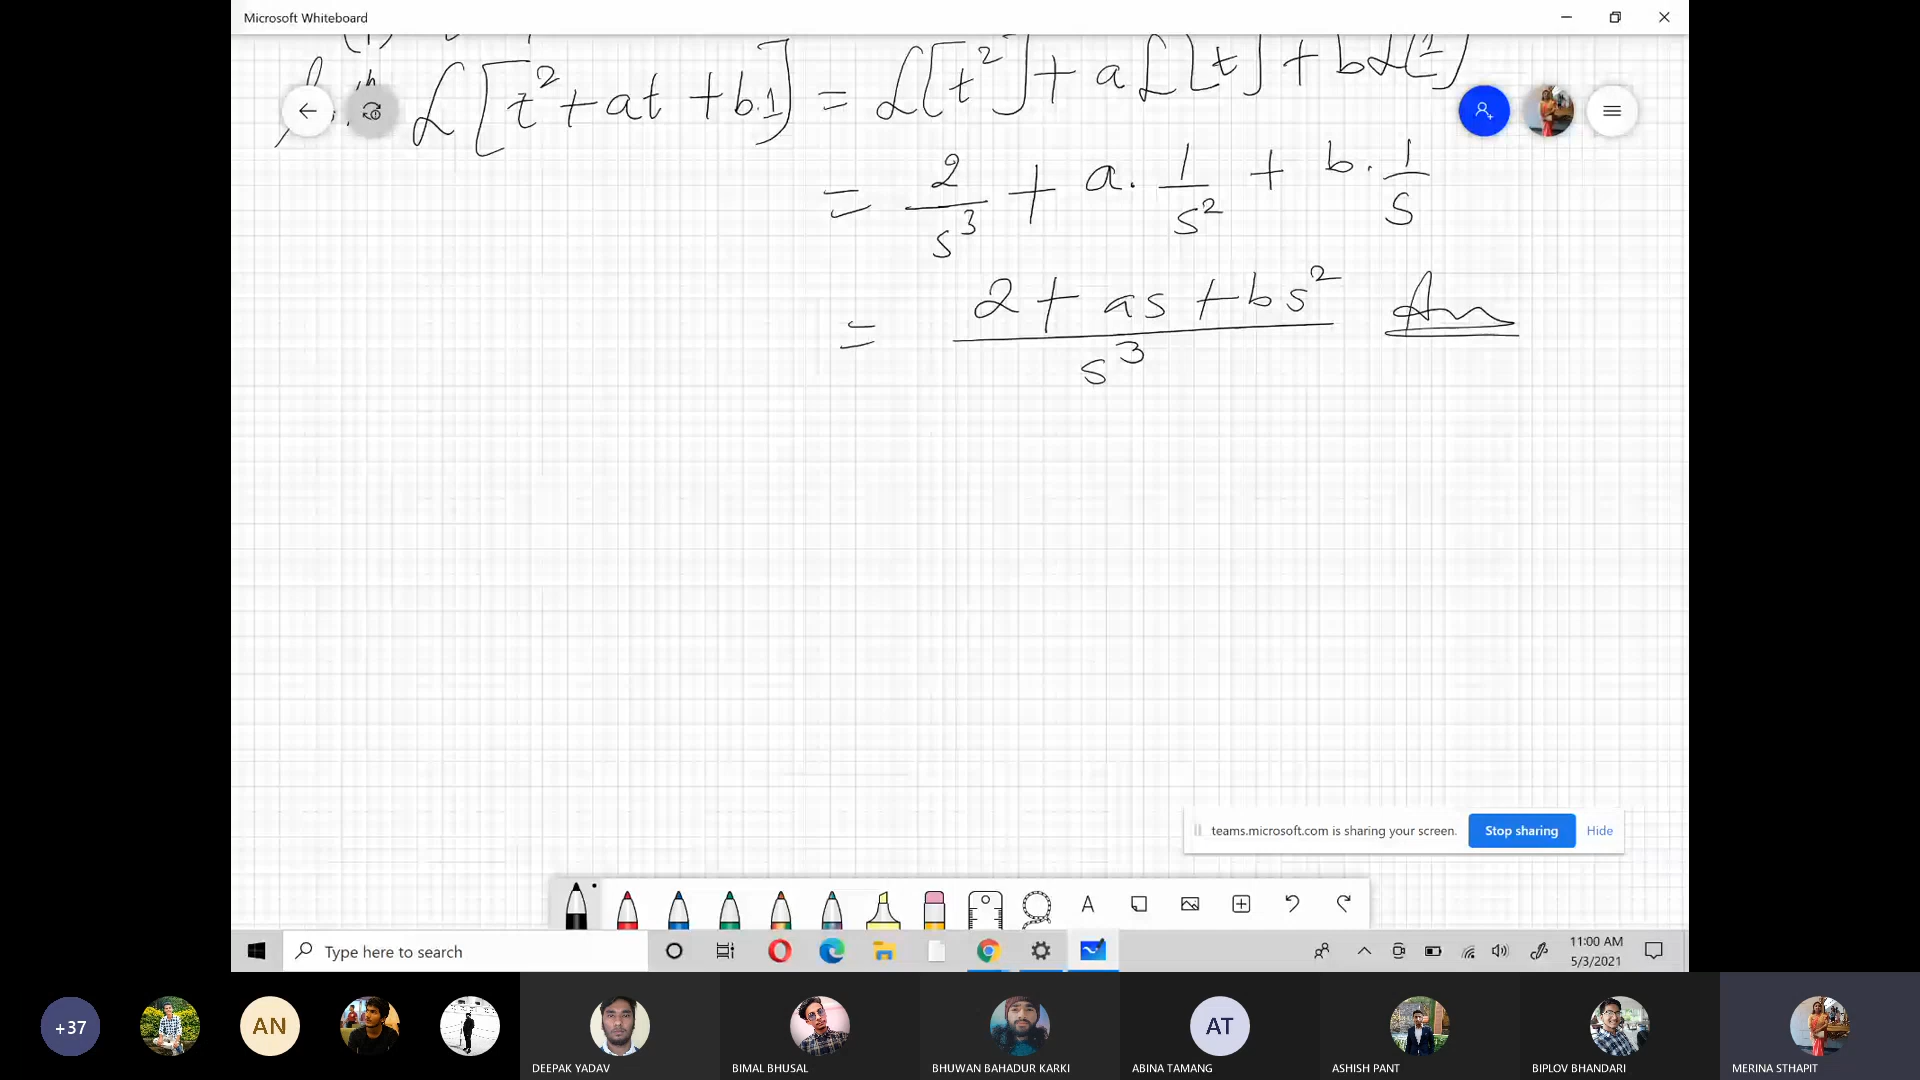 Microsoft Whiteboard
(1)
ℒ[t² + at + b.1] = ℒ[t²] + aℒ[t] + bℒ[1]
= 2/s³ + a. 1/s² + b. 1/s
= (2 + as + bs²)/s³ An
teams.microsoft.com is sharing your screen. Stop sharing Hide
A
Type here to search
11:00 AM
5/3/2021
+37
AN
AT
DEEPAK YADAV
BIMAL BHUSAL
BHUWAN BAHADUR KARKI
ABINA TAMANG
ASHISH PANT
BIPLOV BHANDARI
MERINA STHAPIT